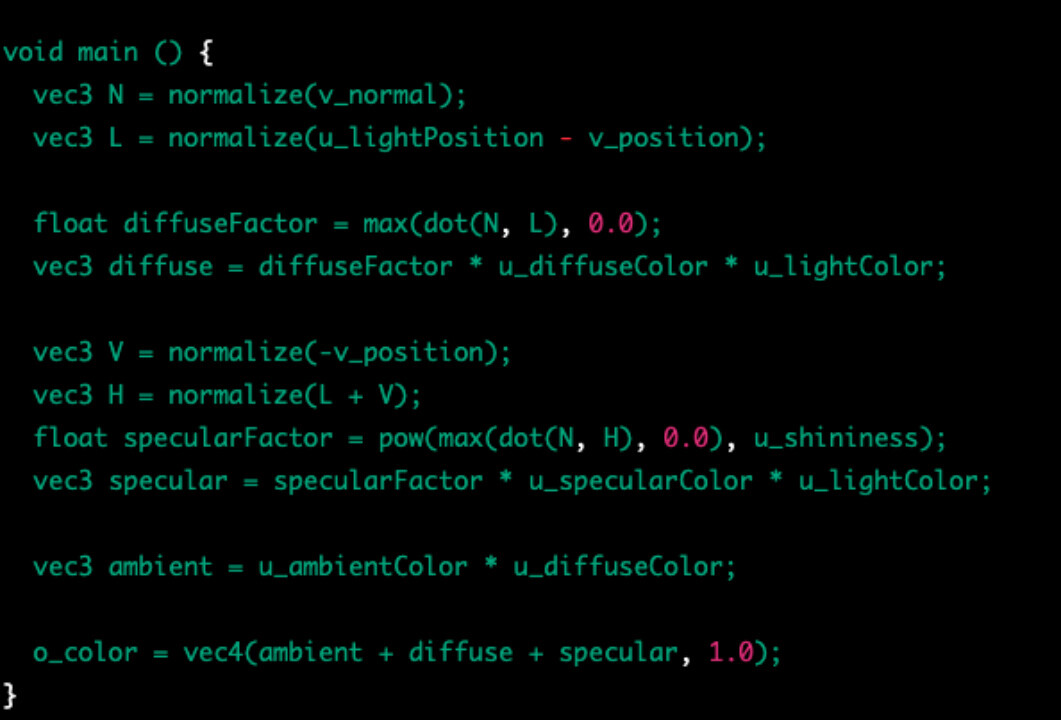 void main () {
  vec3 N = normalize(v_normal);
  vec3 L = normalize(u_lightPosition - v_position);
  float diffuseFactor = max(dot(N, L), 0.0);
  vec3 diffuse = diffuseFactor * u_diffuseColor * u_lightColor;
  vec3 V = normalize(-v_position);
  vec3 H = normalize(L + V);
  float specularFactor = pow(max(dot(N, H), 0.0), u_shininess);
  vec3 specular = specularFactor * u_specularColor * u_lightColor;
  vec3 ambient = u_ambientColor * u_diffuseColor;
  o_color = vec4(ambient + diffuse + specular, 1.0);
}